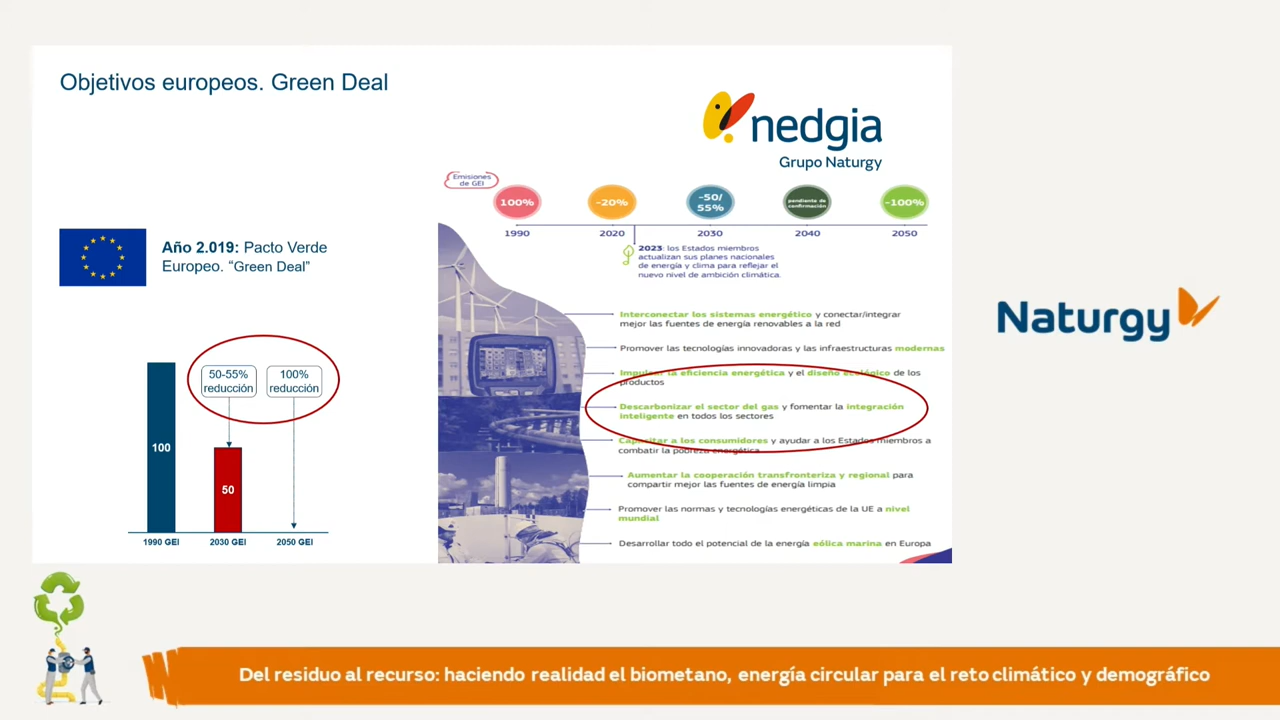 Objetivos europeos. Green Deal
nedgia
Grupo Naturgy
Emisiones
de GEI
100%
-20%
-50/
55%
pendiente de
confirmación
-100%
1990
2020
2030
2040
2050
2023: los Estados miembros
actualizan sus planes nacionales
de energía y clima para reflejar el
nuevo nivel de ambición climática.
Año 2.019: Pacto Verde
Europeo. “Green Deal”
50-55%
reducción
100%
reducción
100
50
1990 GEI
2030 GEI
2050 GEI
Interconectar los sistemas energético y conectar/integrar
mejor las fuentes de energía renovables a la red
Promover las tecnologías innovadoras y las infraestructuras modernas
Impulsar la eficiencia energética y el diseño ecológico de los
productos
Descarbonizar el sector del gas y fomentar la integración
inteligente en todos los sectores
Capacitar a los consumidores y ayudar a los Estados miembros a
combatir la pobreza energética
Aumentar la cooperación transfronteriza y regional para
compartir mejor las fuentes de energía limpia
Promover las normas y tecnologías energéticas de la UE a nivel
mundial
Desarrollar todo el potencial de la energía eólica marina en Europa
Naturgy
Del residuo al recurso: haciendo realidad el biometano, energía circular para el reto climático y demográfico